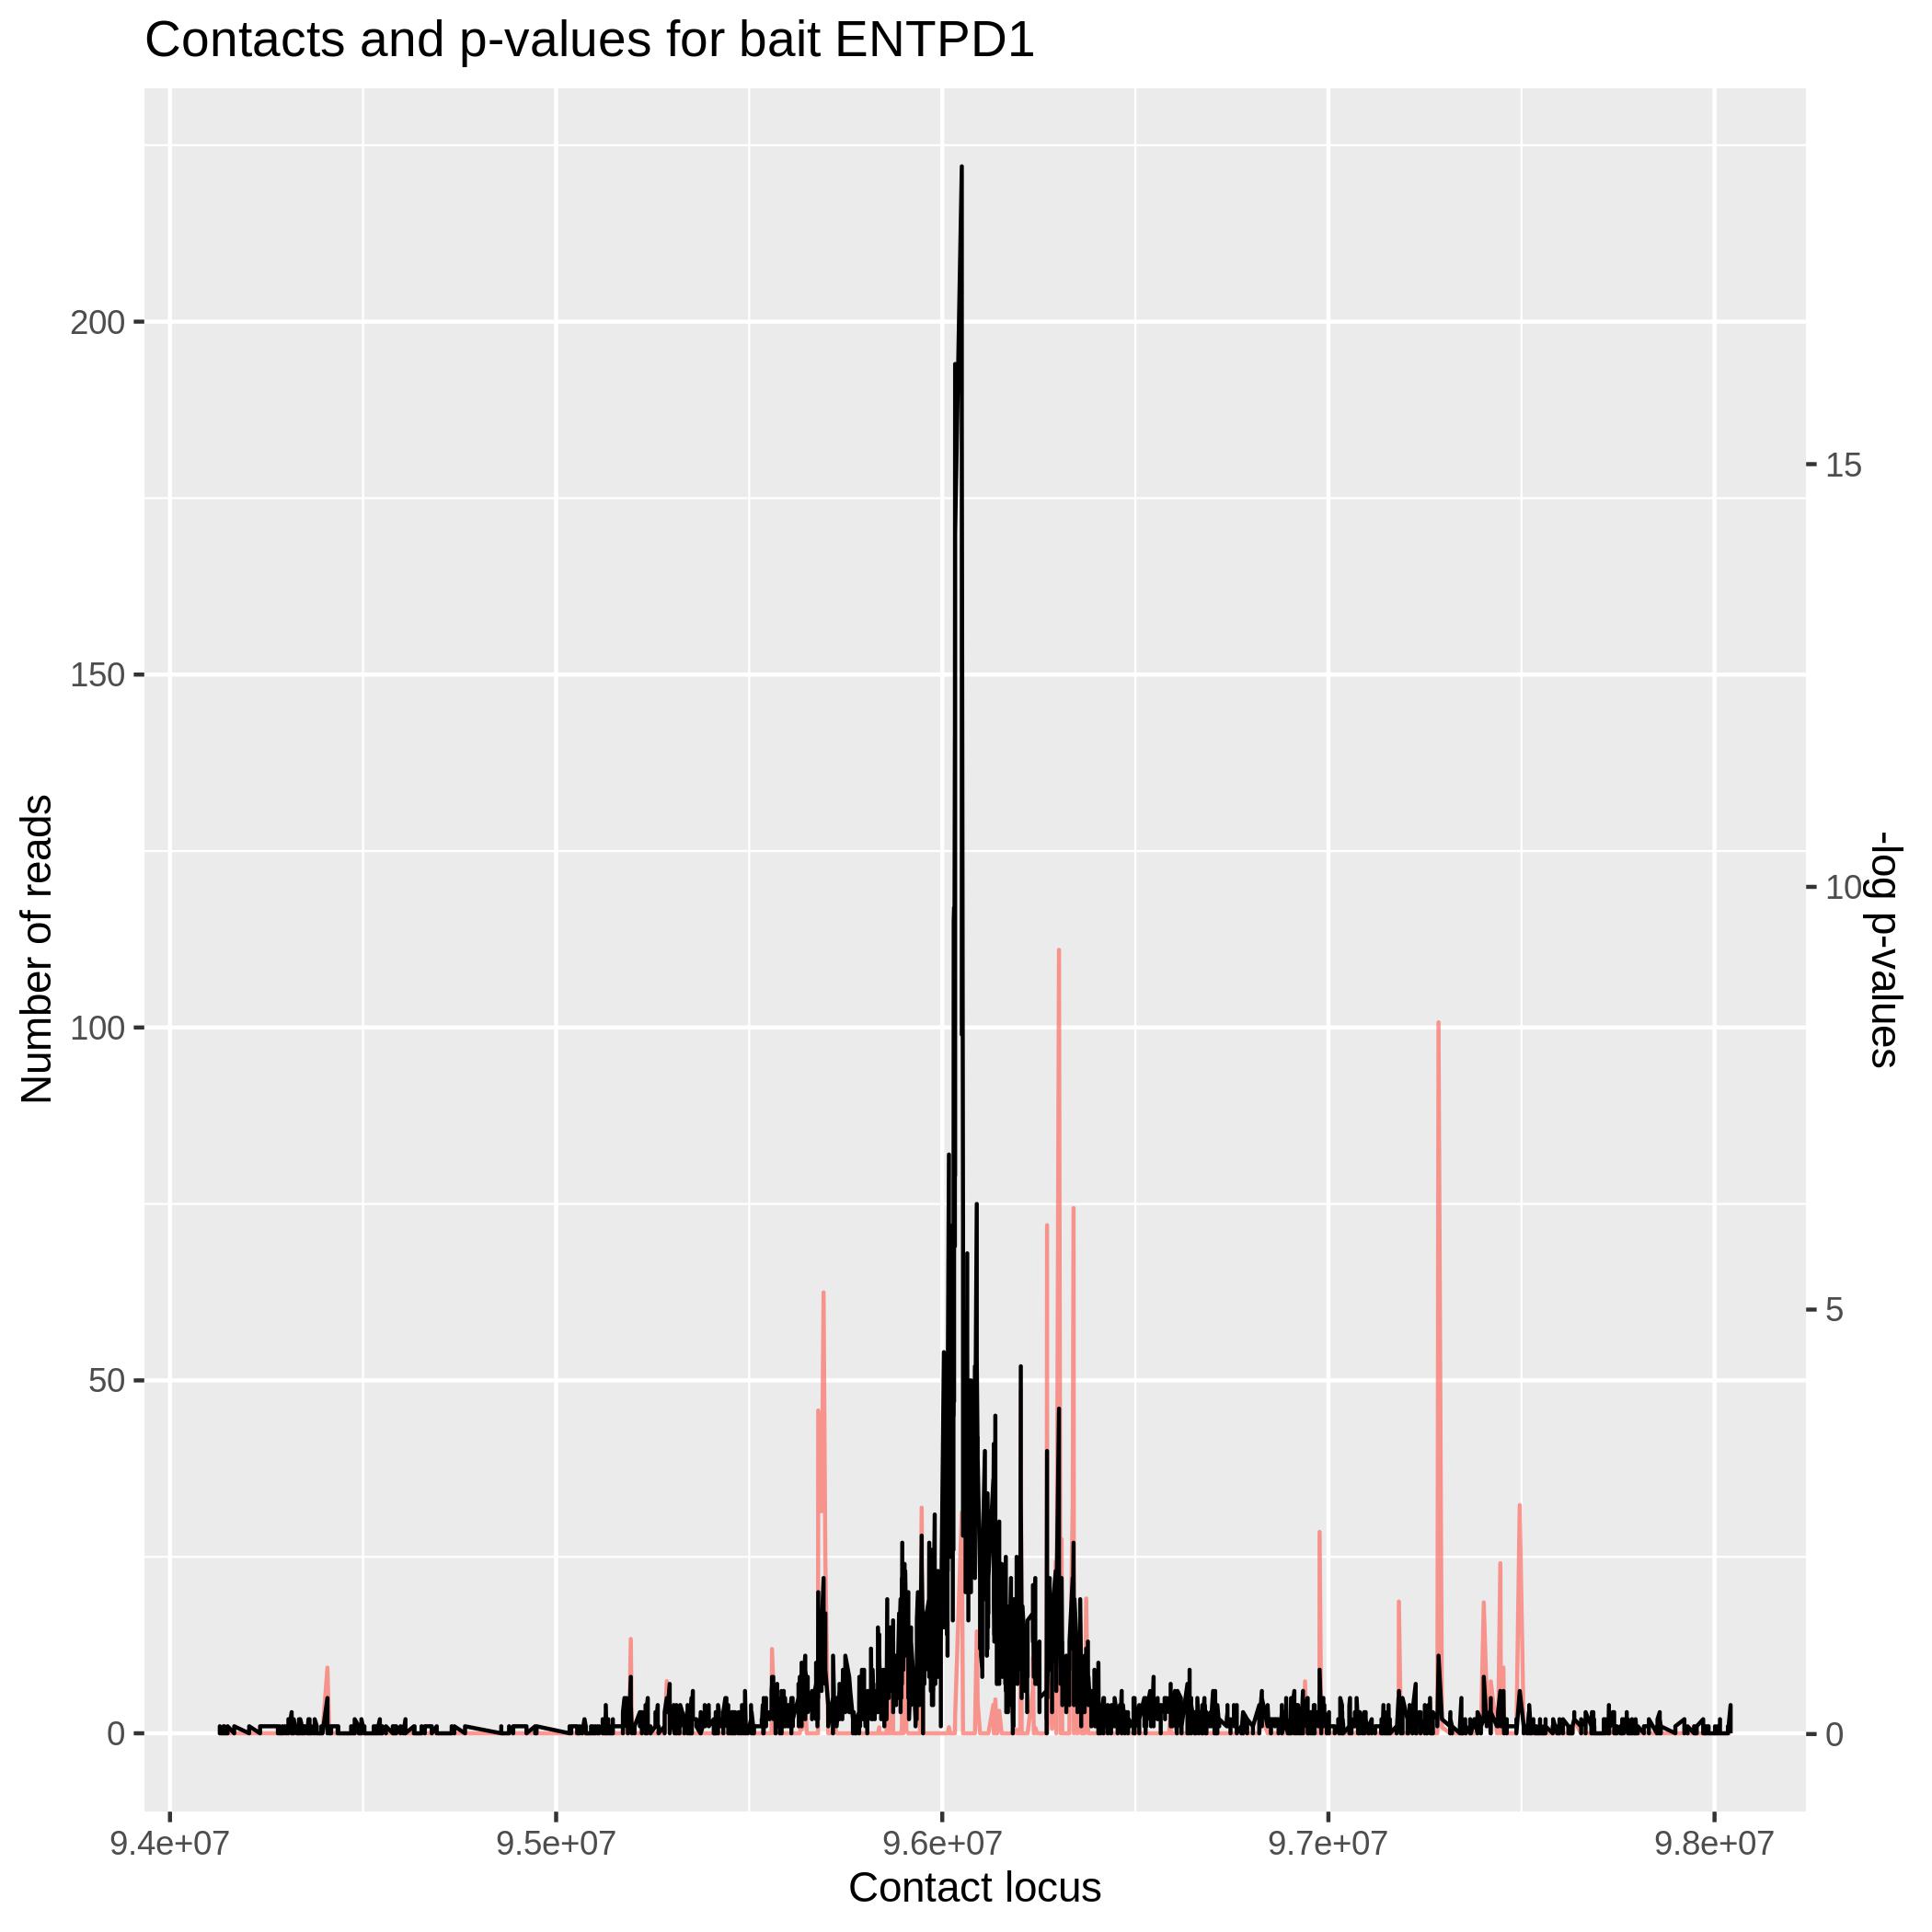 Contacts and p-values for bait ENTPD1
Number of reads
200
150
100
50
0
15
10
5
0
-log p-values
9.4e+07 9.5e+07 9.6e+07 9.7e+07 9.8e+07
Contact locus